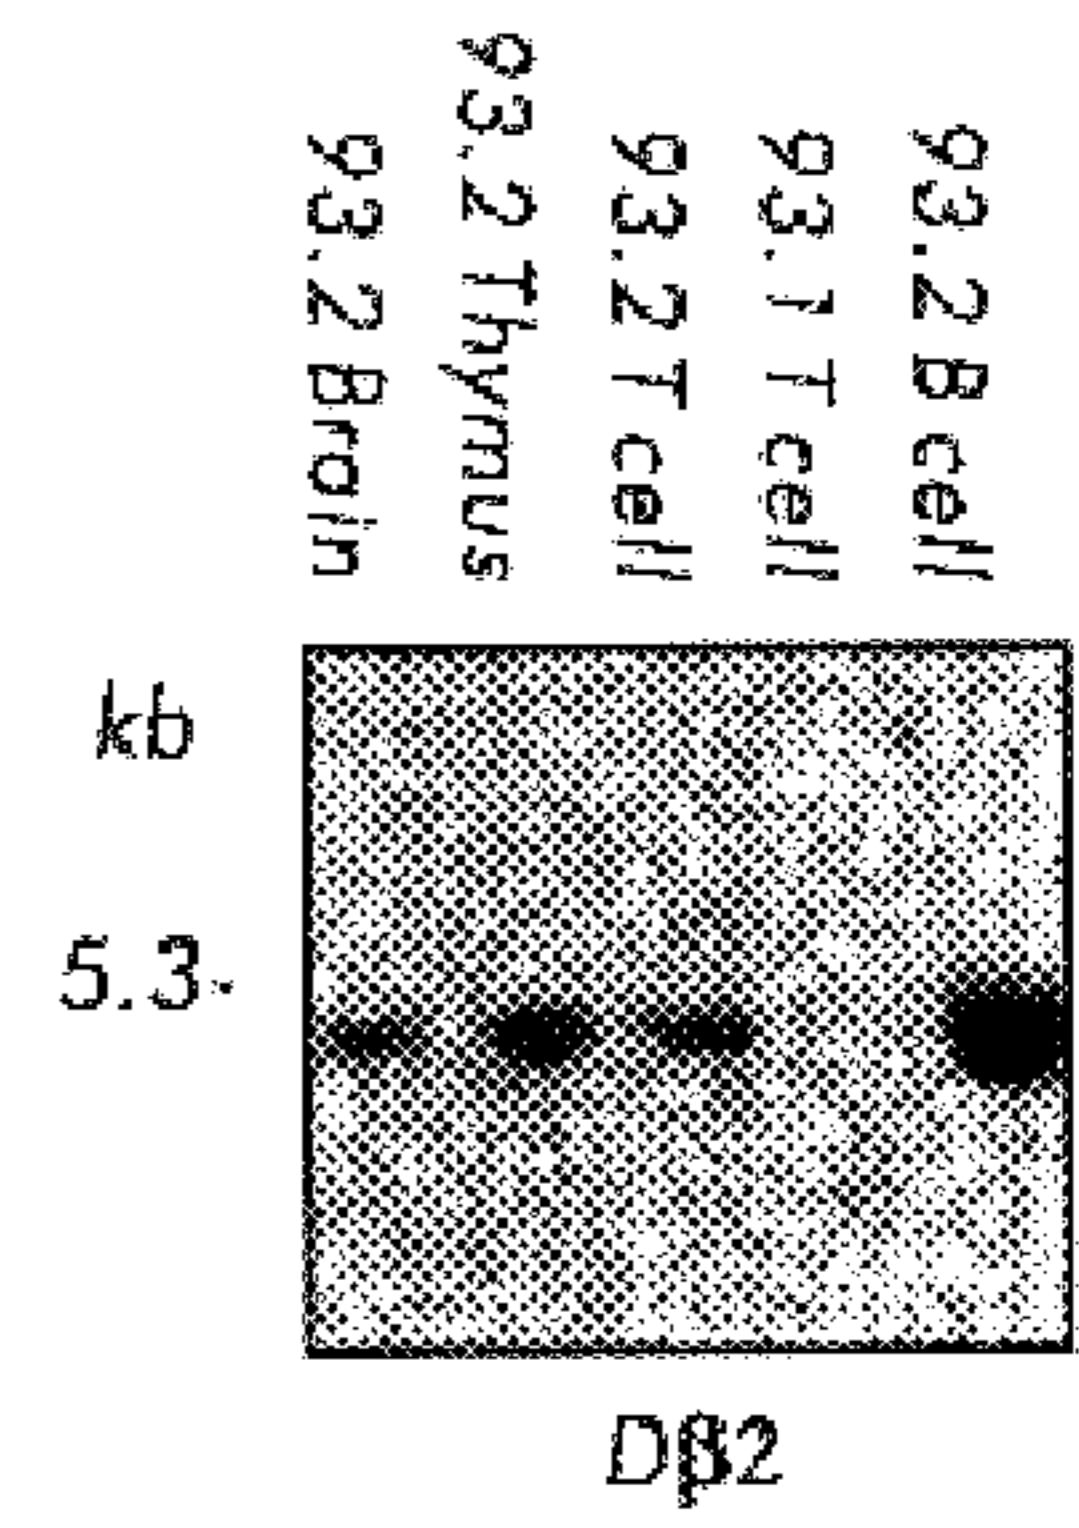 93.2 Brain
93.2 Thymus
93.2 T cell
93.1 T cell
93.2 B cell
kb
5.3-
Dβ2